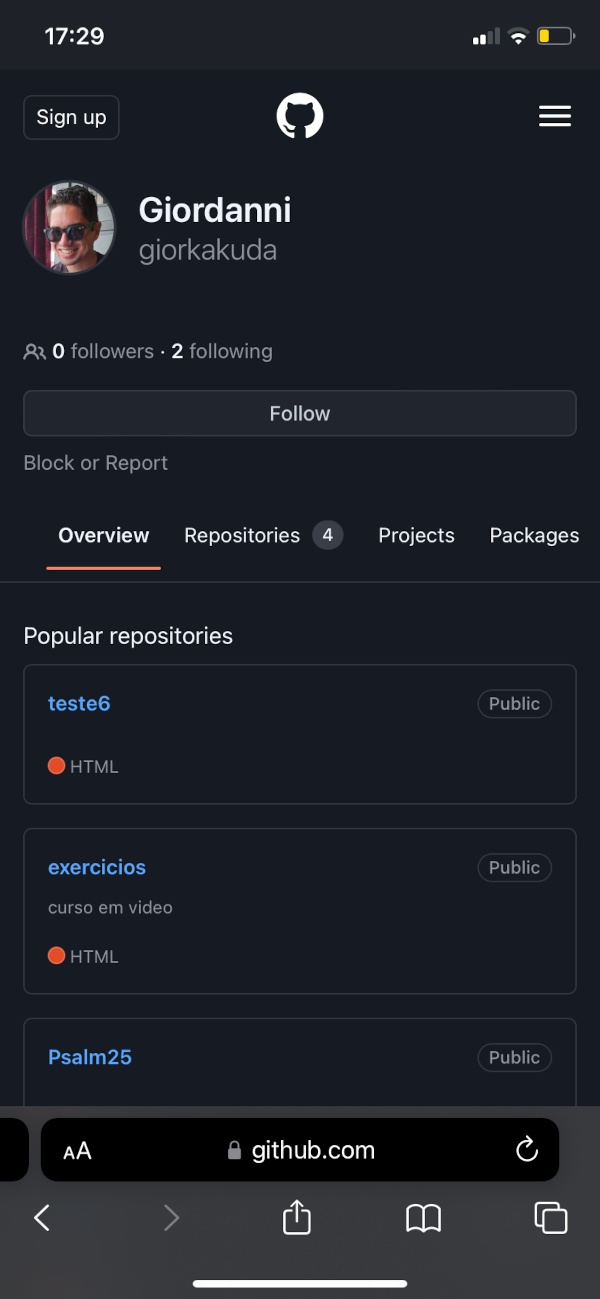 17:29
Sign up
Giordanni
giorkakuda
0 followers · 2 following
Follow
Block or Report
Overview Repositories 4 Projects Packages
Popular repositories
teste6 Public
HTML
exercicios Public
curso em video
HTML
Psalm25 Public
AA github.com